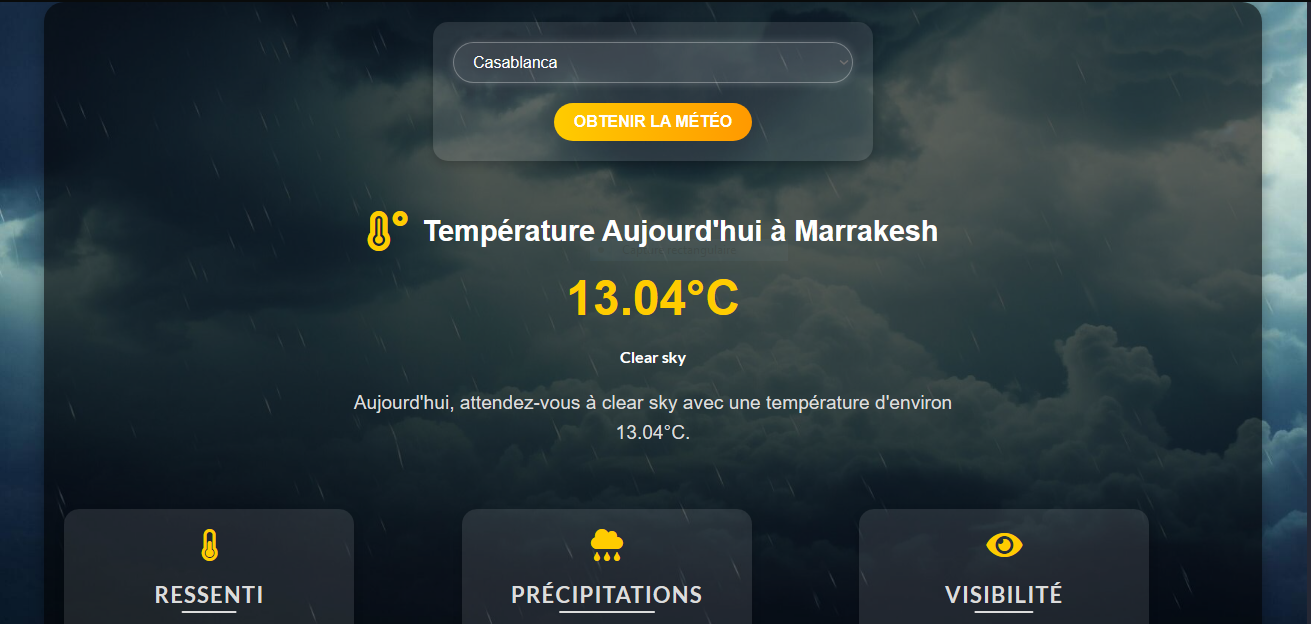 Casablanca
OBTENIR LA MÉTÉO
Température Aujourd'hui à Marrakesh
13.04°C
Clear sky
Aujourd'hui, attendez-vous à clear sky avec une température d'environ
13.04°C.
RESSENTI
PRÉCIPITATIONS
VISIBILITÉ